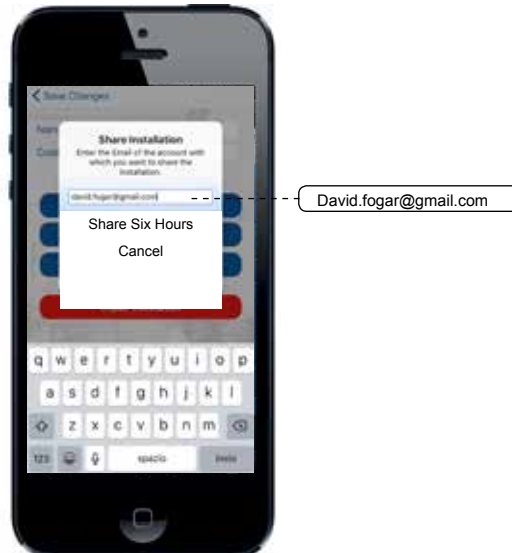 Save Changes
Share Installation
Enter the Email of the account with
which you want to share the
installation.
david.fogar@gmail.com
David.fogar@gmail.com
Share Six Hours
Cancel
q w e r t y u i o p
a s d f g h j k l
z x c v b n m
123 spazio invio